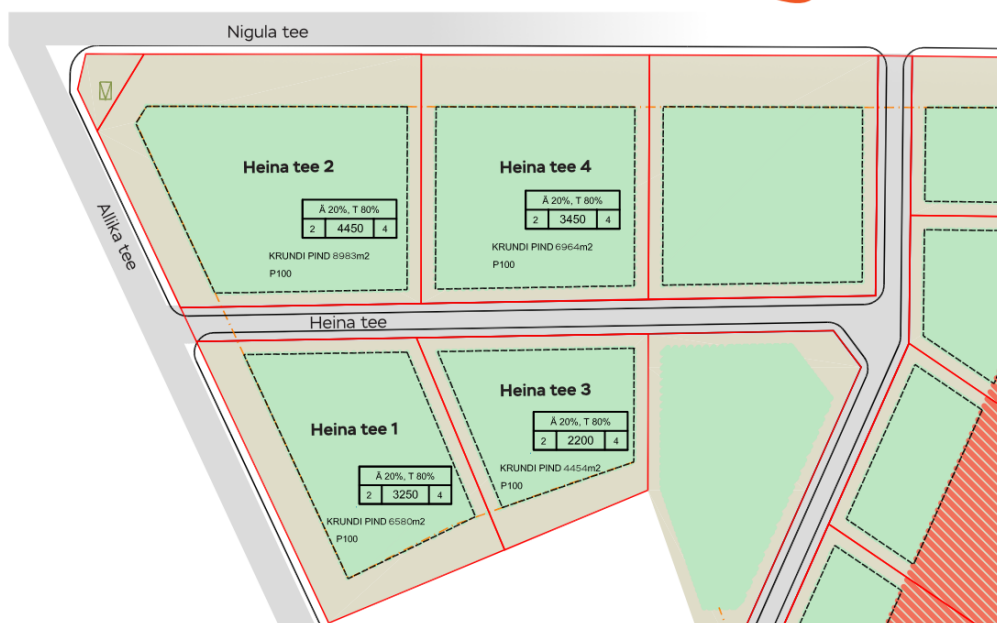 Nigula tee
Allika tee
Heina tee 2
Ä 20%, T 80%
2 4450 4
KRUNDI PIND 8983m2
P100
Heina tee 4
Ä 20%, T 80%
2 3450 4
KRUNDI PIND 6964m2
P100
Heina tee
Heina tee 1
Ä 20%, T 80%
2 3250 4
KRUNDI PIND 6580m2
P100
Heina tee 3
Ä 20%, T 80%
2 2200 4
KRUNDI PIND 4454m2
P100